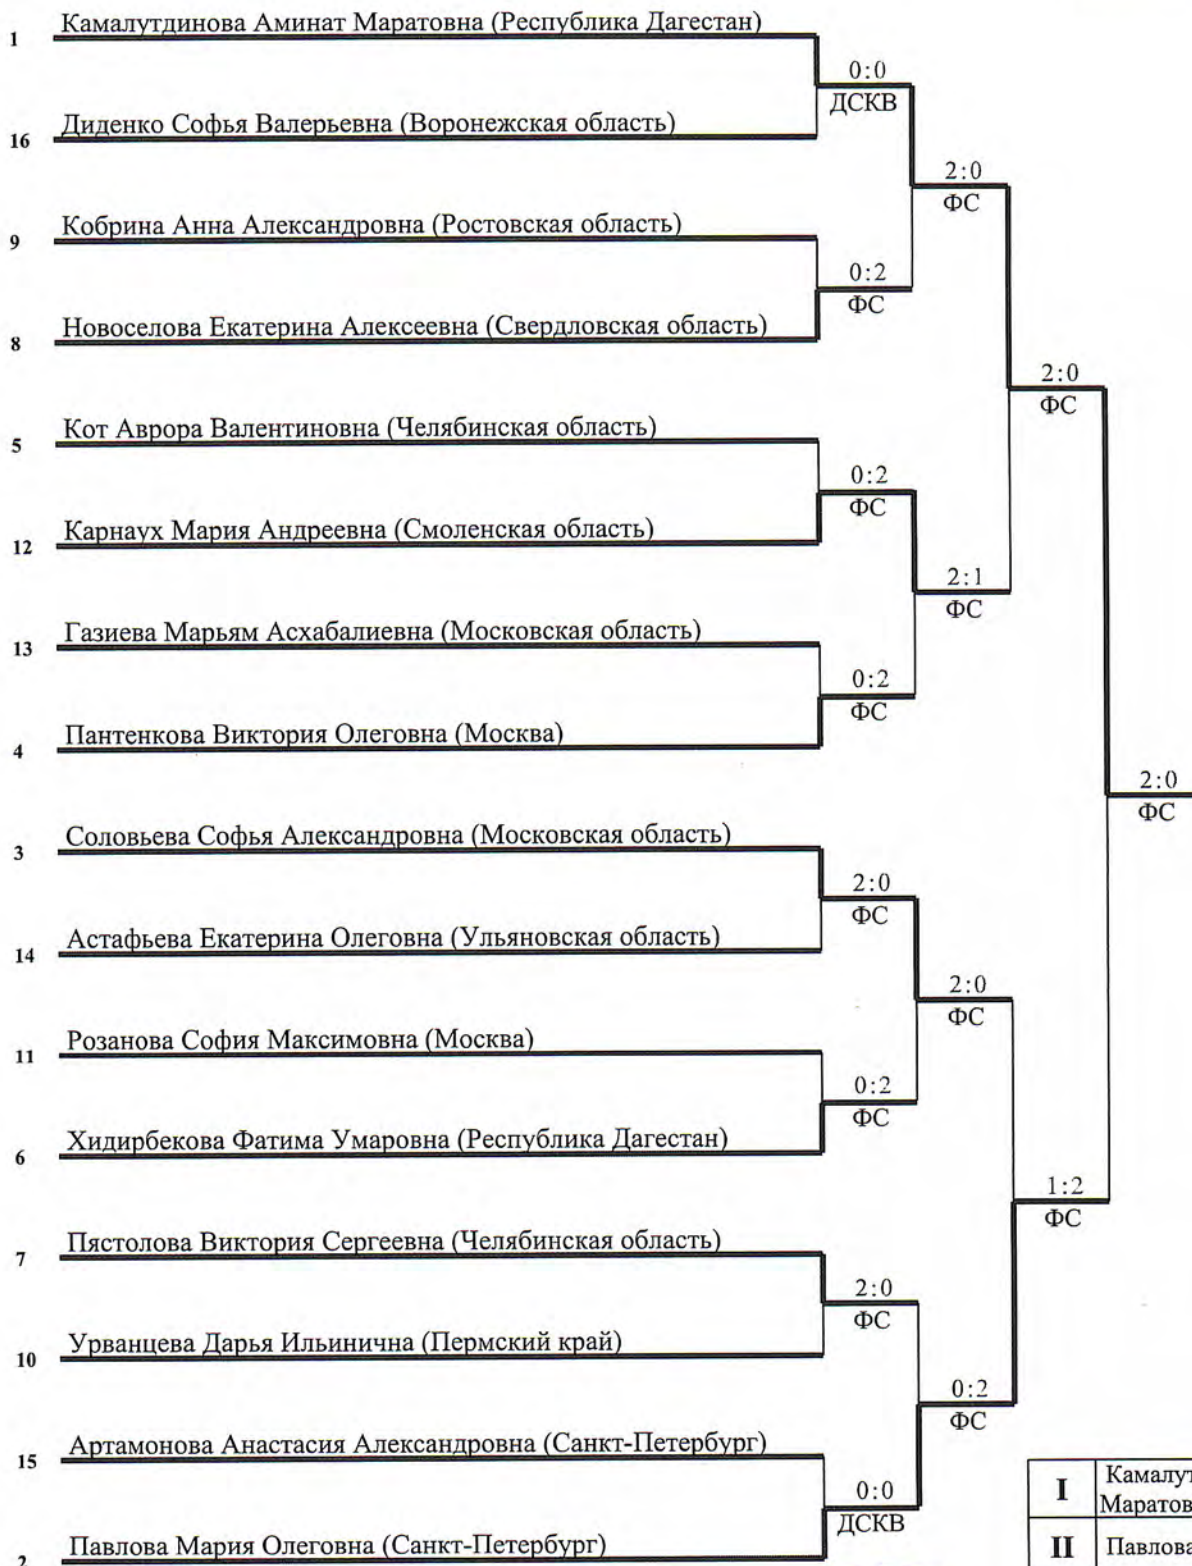 1 Камалутдинова Аминат Маратовна (Республика Дагестан)
0:0
ДСКВ
16 Диденко Софья Валерьевна (Воронежская область)
2:0
ФС
9 Кобрина Анна Александровна (Ростовская область)
0:2
ФС
8 Новоселова Екатерина Алексеевна (Свердловская область)
2:0
ФС
5 Кот Аврора Валентиновна (Челябинская область)
0:2
ФС
12 Карнаух Мария Андреевна (Смоленская область)
2:1
ФС
13 Газиева Марьям Асхабалиевна (Московская область)
0:2
ФС
4 Пантенкова Виктория Олеговна (Москва)
2:0
ФС
3 Соловьева Софья Александровна (Московская область)
2:0
ФС
14 Астафьева Екатерина Олеговна (Ульяновская область)
2:0
ФС
11 Розанова София Максимовна (Москва)
0:2
ФС
6 Хидирбекова Фатима Умаровна (Республика Дагестан)
1:2
ФС
7 Пястолова Виктория Сергеевна (Челябинская область)
2:0
ФС
10 Урванцева Дарья Ильинична (Пермский край)
0:2
ФС
15 Артамонова Анастасия Александровна (Санкт-Петербург)
0:0
ДСКВ
2 Павлова Мария Олеговна (Санкт-Петербург)
I Камалут
Маратов
II Павлова